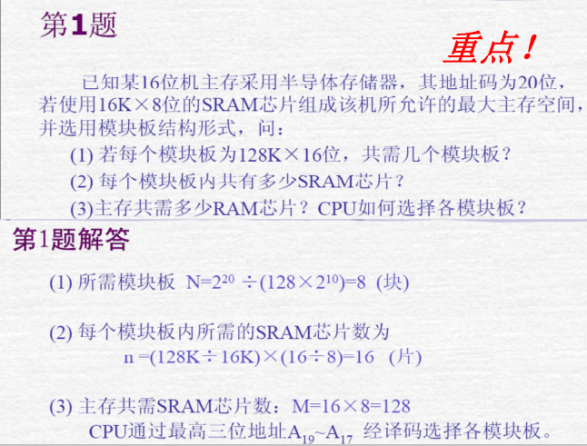 第1题
重点！
已知某16位机主存采用半导体存储器，其地址码为20位，
若使用16K×8位的SRAM芯片组成该机所允许的最大主存空间，
并选用模块板结构形式，问：
(1) 若每个模块板为128K×16位，共需几个模块板？
(2) 每个模块板内共有多少SRAM芯片？
(3)主存共需多少RAM芯片？CPU如何选择各模块板？
第1题解答
(1) 所需模块板 N=2²⁰ ÷(128×2¹⁰)=8 (块)
(2) 每个模块板内所需的SRAM芯片数为
n =(128K÷16K)×(16÷8)=16 (片)
(3) 主存共需SRAM芯片数：M=16×8=128
CPU通过最高三位地址A₁₉~A₁₇ 经译码选择各模块板。